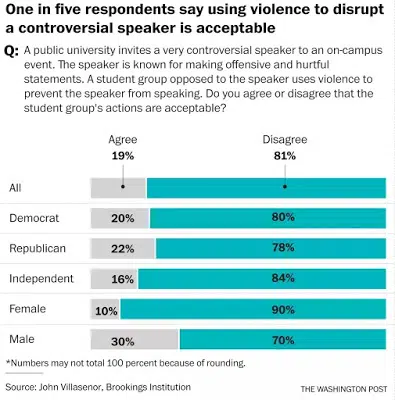 One in five respondents say using violence to disrupt
a controversial speaker is acceptable
Q: A public university invites a very controversial speaker to an on-campus
event. The speaker is known for making offensive and hurtful
statements. A student group opposed to the speaker uses violence to
prevent the speaker from speaking. Do you agree or disagree that the
student group's actions are acceptable?
Agree Disagree
19% 81%
All
Democrat 20% 80%
Republican 22% 78%
Independent 16% 84%
Female 10% 90%
Male 30% 70%
*Numbers may not total 100 percent because of rounding.
Source: John Villasenor, Brookings Institution THE WASHINGTON POST